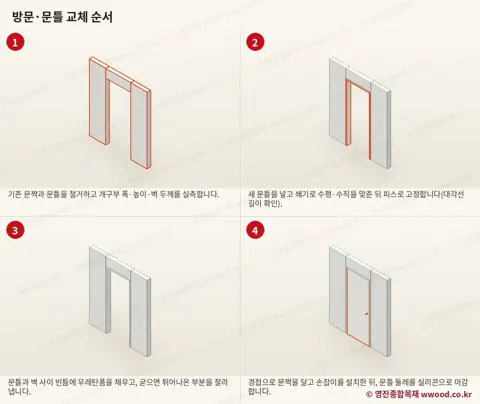 방문·문틀 교체 순서
1
기존 문짝과 문틀을 철거하고 개구부 폭·높이·벽 두께를 실측합니다.
2
새 문틀을 넣고 쐐기로 수평·수직을 맞춘 뒤 피스로 고정합니다(대각선
길이 확인).
3
문틀과 벽 사이 빈틈에 우레탄폼을 채우고, 굳으면 튀어나온 부분을 잘라
냅니다.
4
경첩으로 문짝을 달고 손잡이를 설치한 뒤, 문틀 둘레를 실리콘으로 마감
합니다.
© 영진종합목재 wwood.co.kr